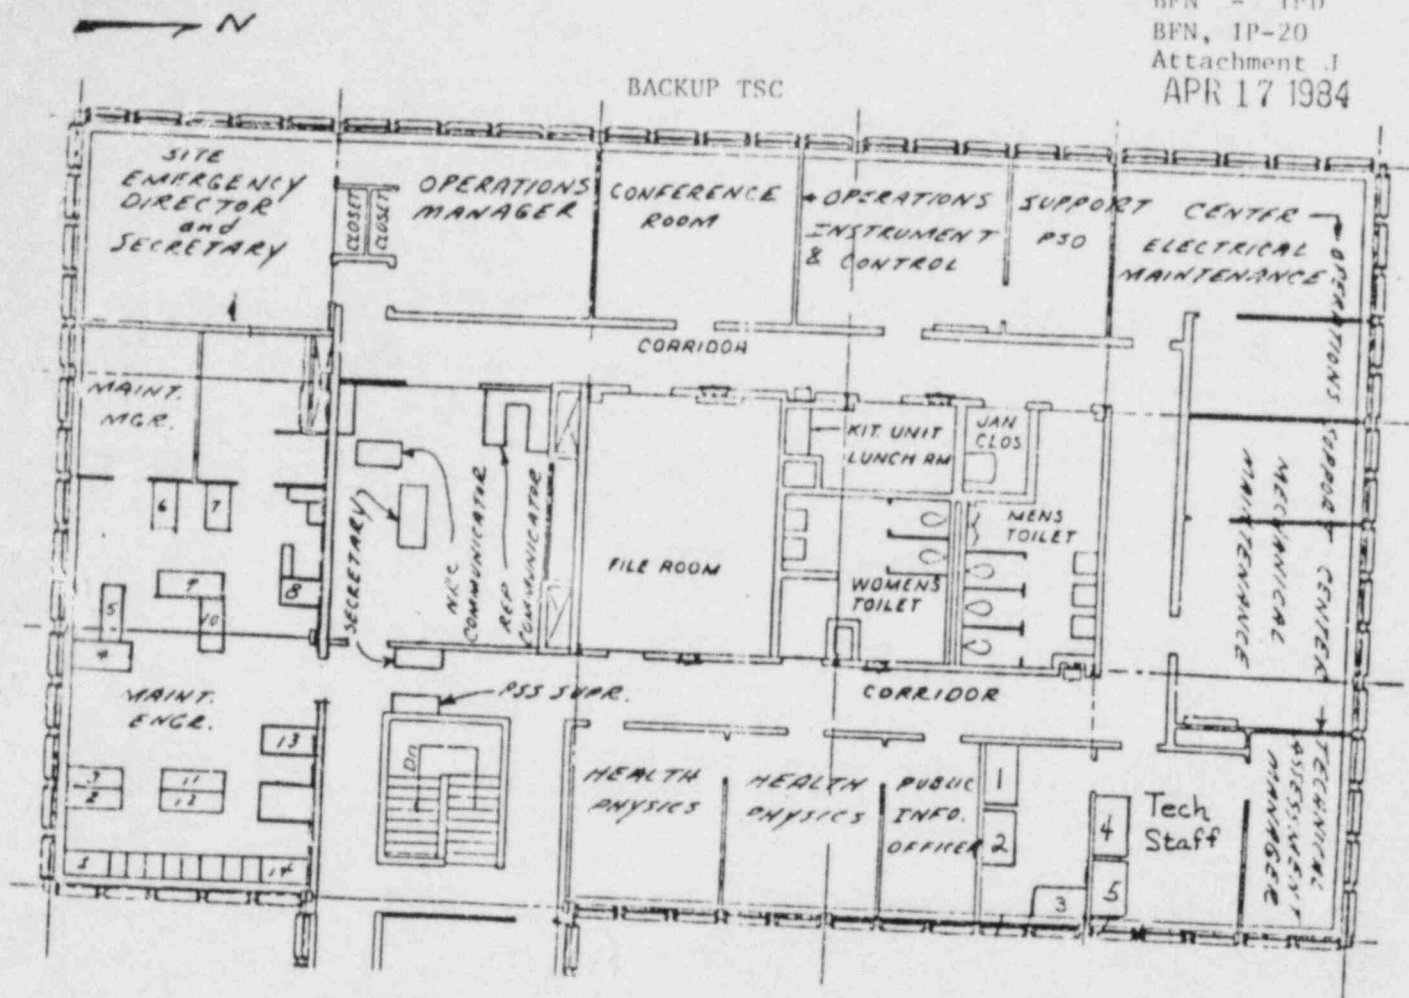 N
BFN - IPD
BFN, IP-20
Attachment J
APR 17 1984
BACKUP TSC
SITE
EMERGENCY
DIRECTOR
and
SECRETARY
CLOSET
CLOSET
OPERATIONS
MANAGER
CONFERENCE
ROOM
OPERATIONS
INSTRUMENT
& CONTROL
SUPPORT
PSO
CENTER
ELECTRICAL
MAINTENANCE
OPERATIONS SUPPORT CENTER
CORRIDOR
MAINT.
MGR.
KIT. UNIT
LUNCH RM
JAN
CLOS
MECHANICAL
MAINTENANCE
6
7
SECRETARY
NRC
COMMUNICATOR
REP
COMMUNICATOR
FILE ROOM
MENS
TOILET
WOMENS
TOILET
5
9
10
8
4
MAINT.
ENGR.
PSS SUPR.
CORRIDOR
13
Dn
HEALTH
PHYSICS
HEALTH
PHYSICS
PUBLIC
INFO.
OFFICER
1
2
3
4
5
Tech
Staff
TECHNICAL
ASSESSMENT
MANAGER
2
11
12
14